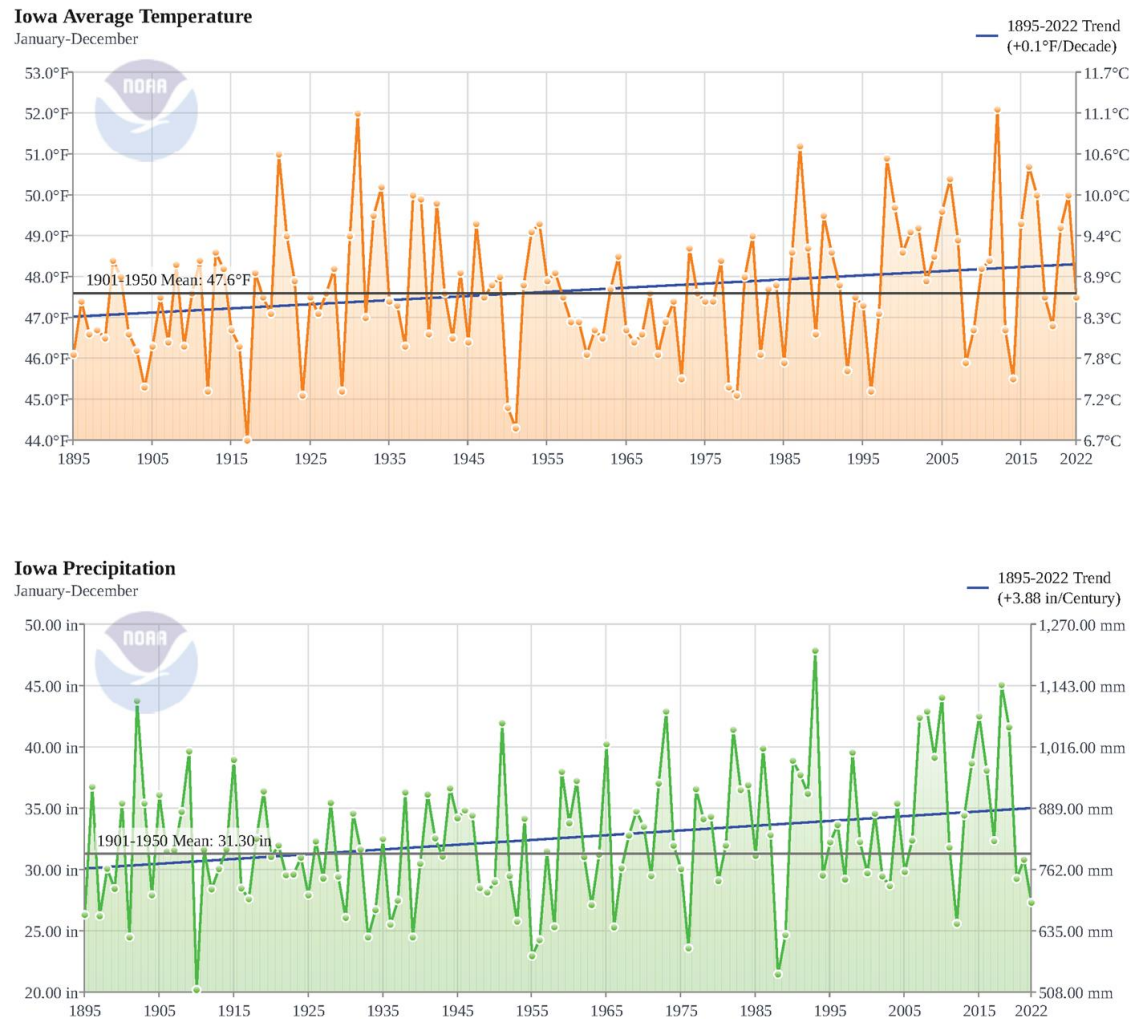 Iowa Average Temperature
January-December
1895-2022 Trend
(+0.1°F/Decade)
NOAA
53.0°F
11.7°C
52.0°F
11.1°C
51.0°F
10.6°C
50.0°F
10.0°C
49.0°F
9.4°C
48.0°F
1901-1950 Mean: 47.6°F
8.9°C
47.0°F
8.3°C
46.0°F
7.8°C
45.0°F
7.2°C
44.0°F
6.7°C
1895 1905 1915 1925 1935 1945 1955 1965 1975 1985 1995 2005 2015 2022
Iowa Precipitation
January-December
1895-2022 Trend
(+3.88 in/Century)
NOAA
50.00 in
1,270.00 mm
45.00 in
1,143.00 mm
40.00 in
1,016.00 mm
35.00 in
889.00 mm
1901-1950 Mean: 31.30 in
30.00 in
762.00 mm
25.00 in
635.00 mm
20.00 in
508.00 mm
1895 1905 1915 1925 1935 1945 1955 1965 1975 1985 1995 2005 2015 2022